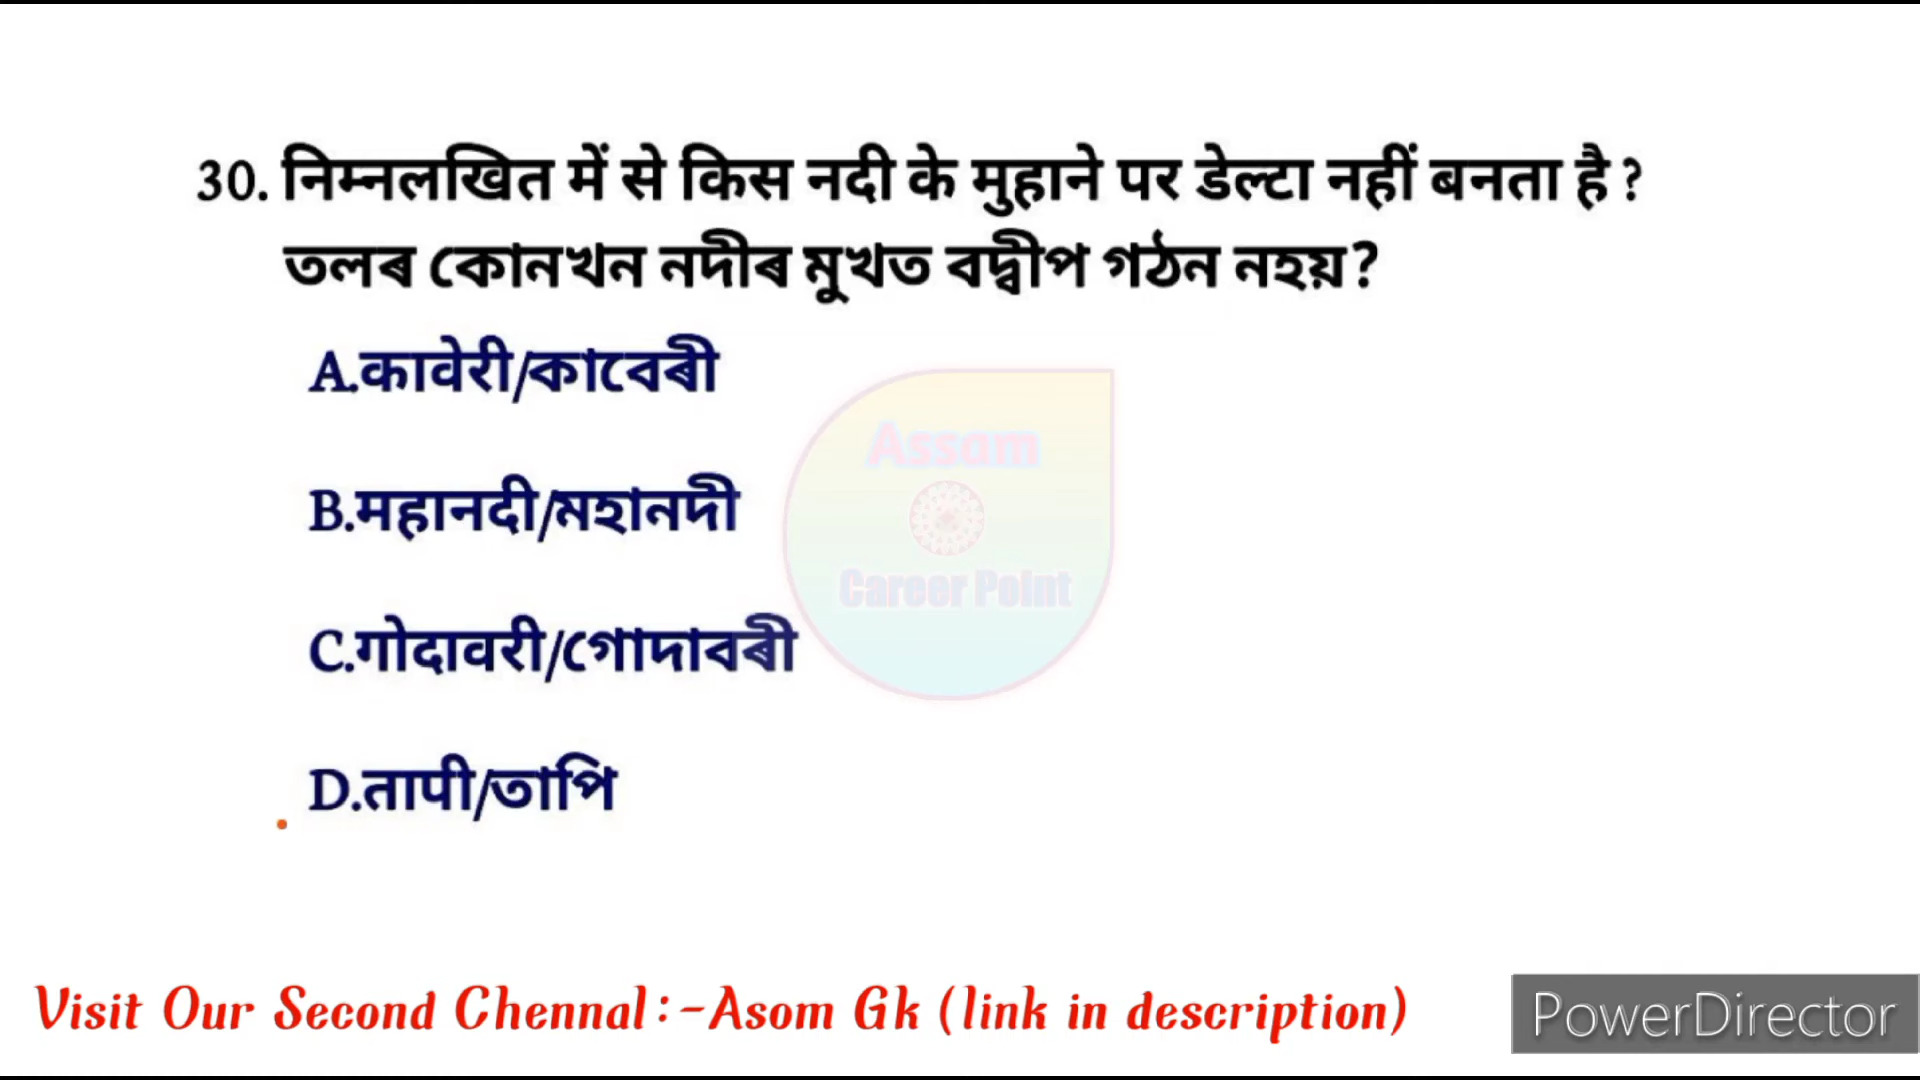 30. निम्नलखित में से किस नदी के मुहाने पर डेल्टा नहीं बनता है ?
তলৰ কোনখন নদীৰ মুখত বদ্বীপ গঠন নহয়?
A.कावेरी/কাবেৰী
B.महानदी/মহানদী
C.गोदावरी/গোদাবৰী
D.तापी/তাপি
Assam
Career Point
Visit Our Second Chennal:-Asom Gk (link in description)
PowerDirector